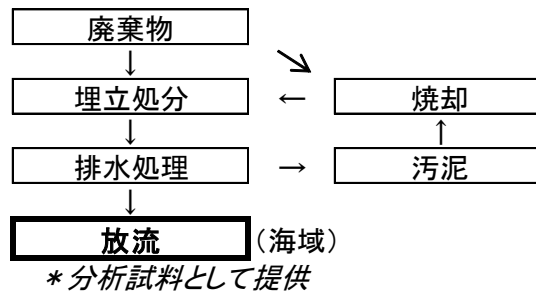 廃棄物
↓ ↘
埋立処分 ← 焼却
↓ ↑
排水処理 → 汚泥
↓
放流 (海域)
*分析試料として提供